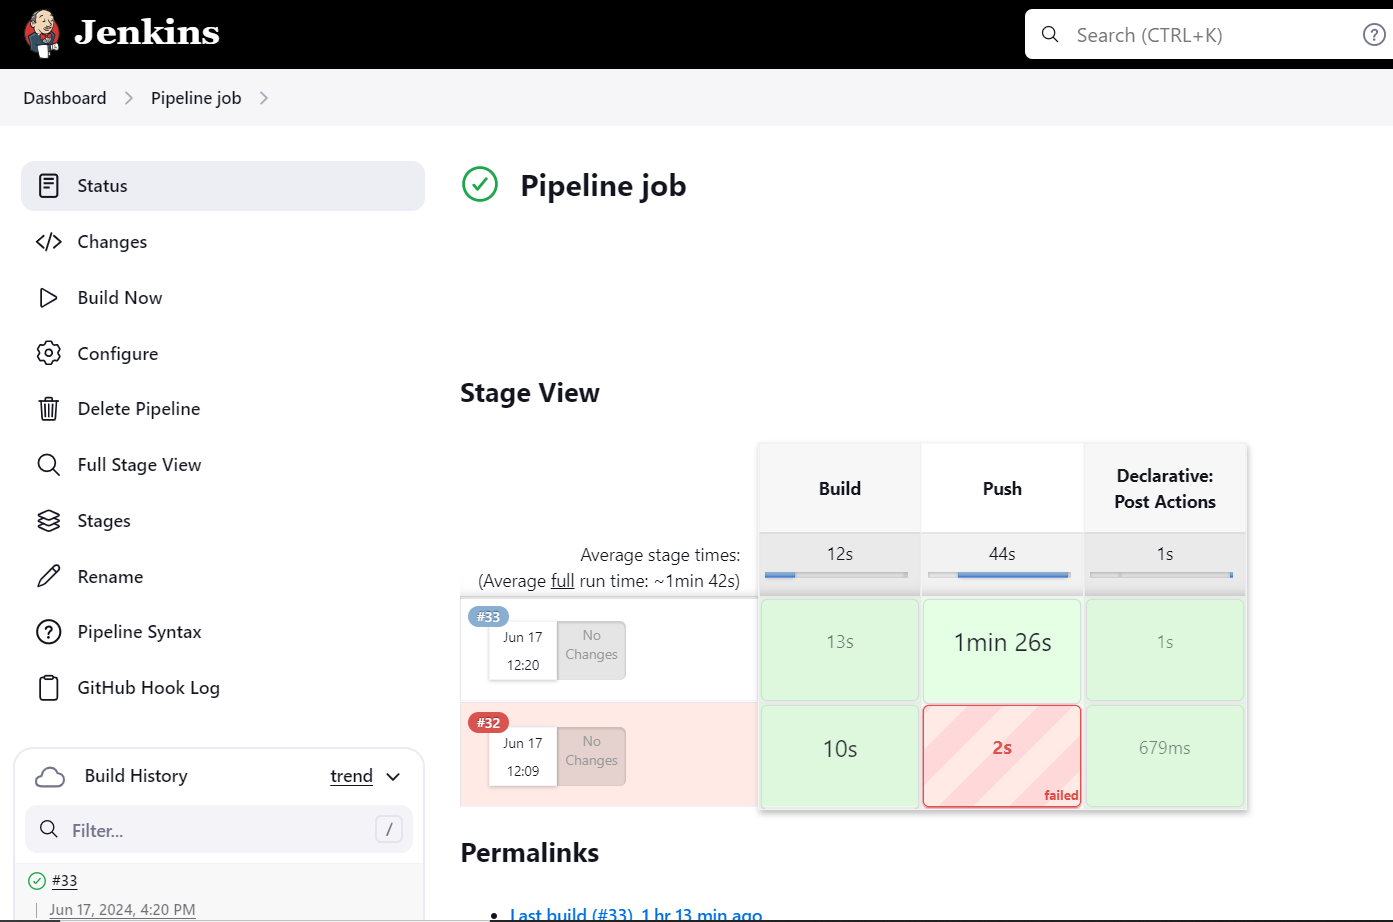 Jenkins
Search (CTRL+K)
?
Dashboard
Pipeline job
Status
Changes
Build Now
Configure
Delete Pipeline
Full Stage View
Stages
Rename
Pipeline Syntax
GitHub Hook Log
Build History
trend
Filter...
/
#33
Jun 17, 2024, 4:20 PM
Pipeline job
Stage View
Build
Push
Declarative:
Post Actions
Average stage times:
(Average full run time: ~1min 42s)
12s
44s
1s
#33
Jun 17
12:20
No
Changes
13s
1min 26s
1s
#32
Jun 17
12:09
No
Changes
10s
2s
failed
679ms
Permalinks
Last build (#33), 1 hr 13 min ago